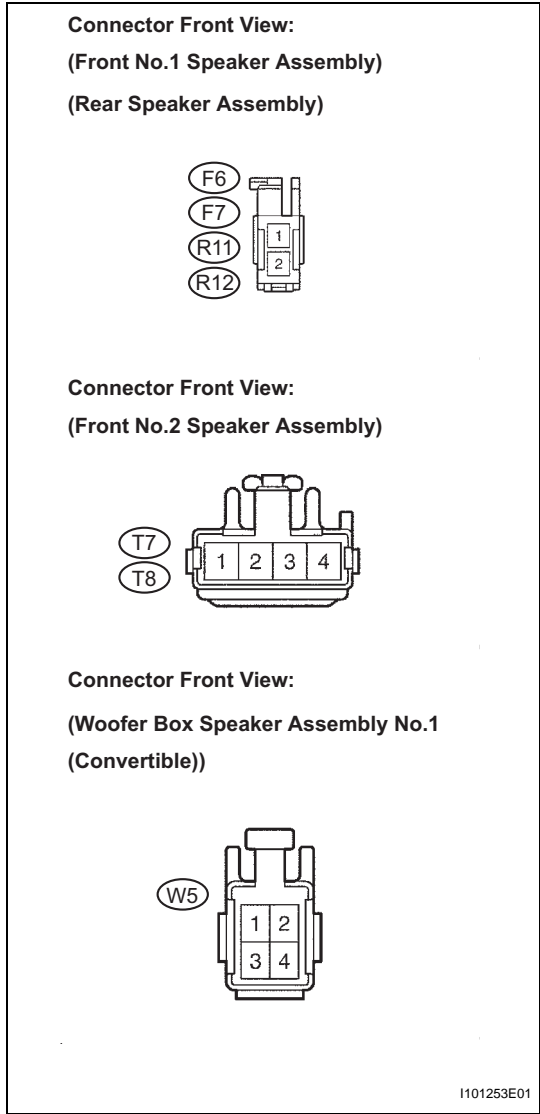 Connector Front View:
(Front No.1 Speaker Assembly)
(Rear Speaker Assembly)
F6
F7
R11
R12
1
2
Connector Front View:
(Front No.2 Speaker Assembly)
T7
T8
1 2 3 4
Connector Front View:
(Woofer Box Speaker Assembly No.1
(Convertible))
W5
1 2
3 4
I101253E01